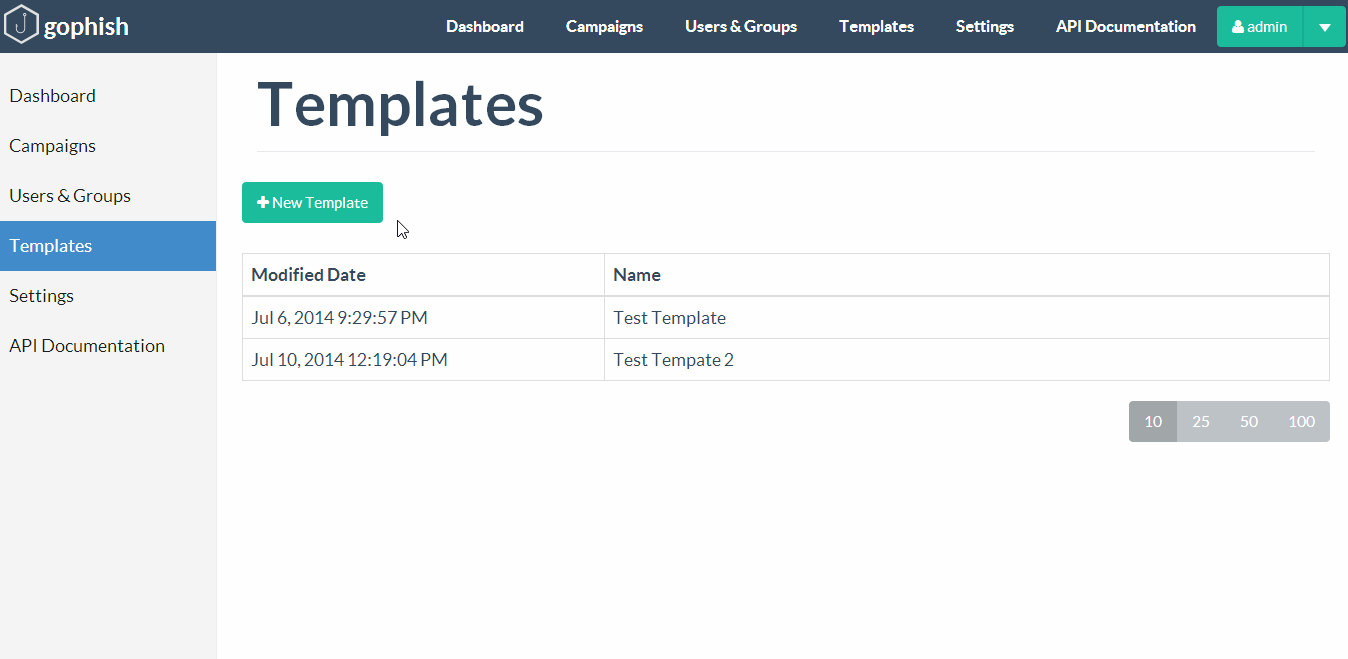 gophish
Dashboard Campaigns Users & Groups Templates Settings API Documentation admin
Dashboard
Campaigns
Users & Groups
Templates
Settings
API Documentation
Templates
New Template
Modified Date Name
Jul 6, 2014 9:29:57 PM Test Template
Jul 10, 2014 12:19:04 PM Test Tempate 2
10 25 50 100